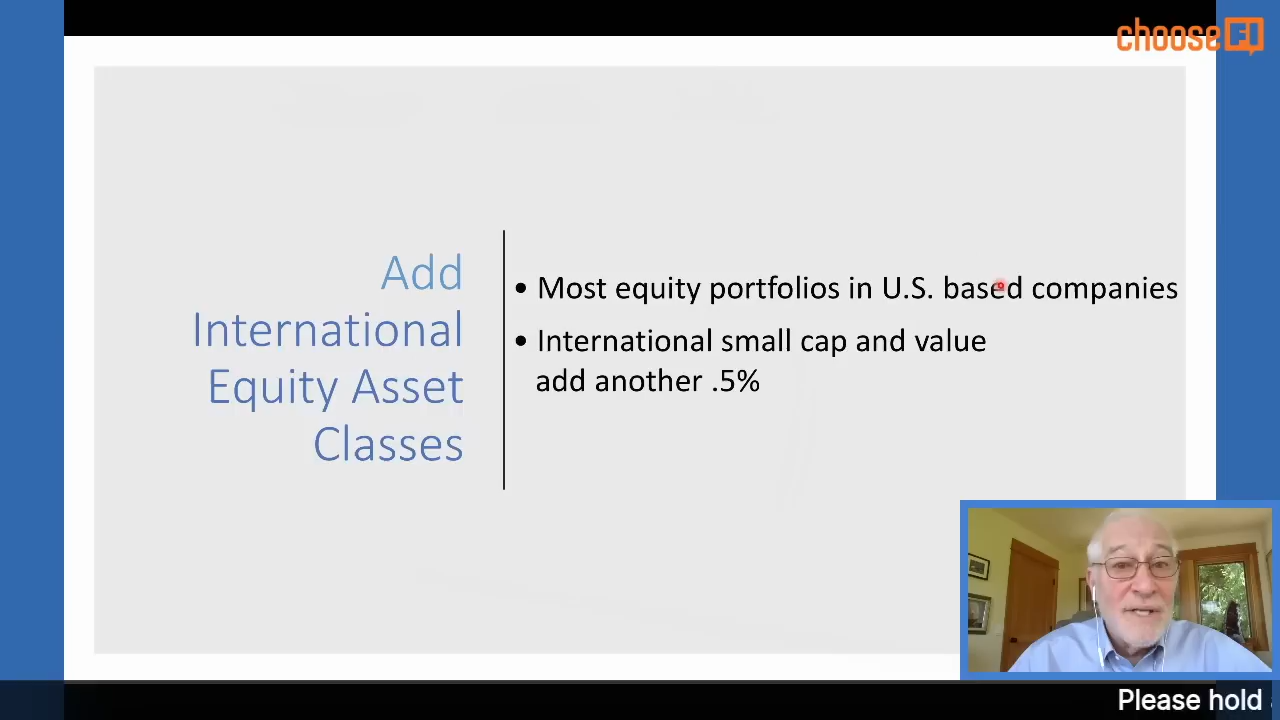 chooseFI
Add
International
Equity Asset
Classes
• Most equity portfolios in U.S. based companies
• International small cap and value
add another .5%
Please hold